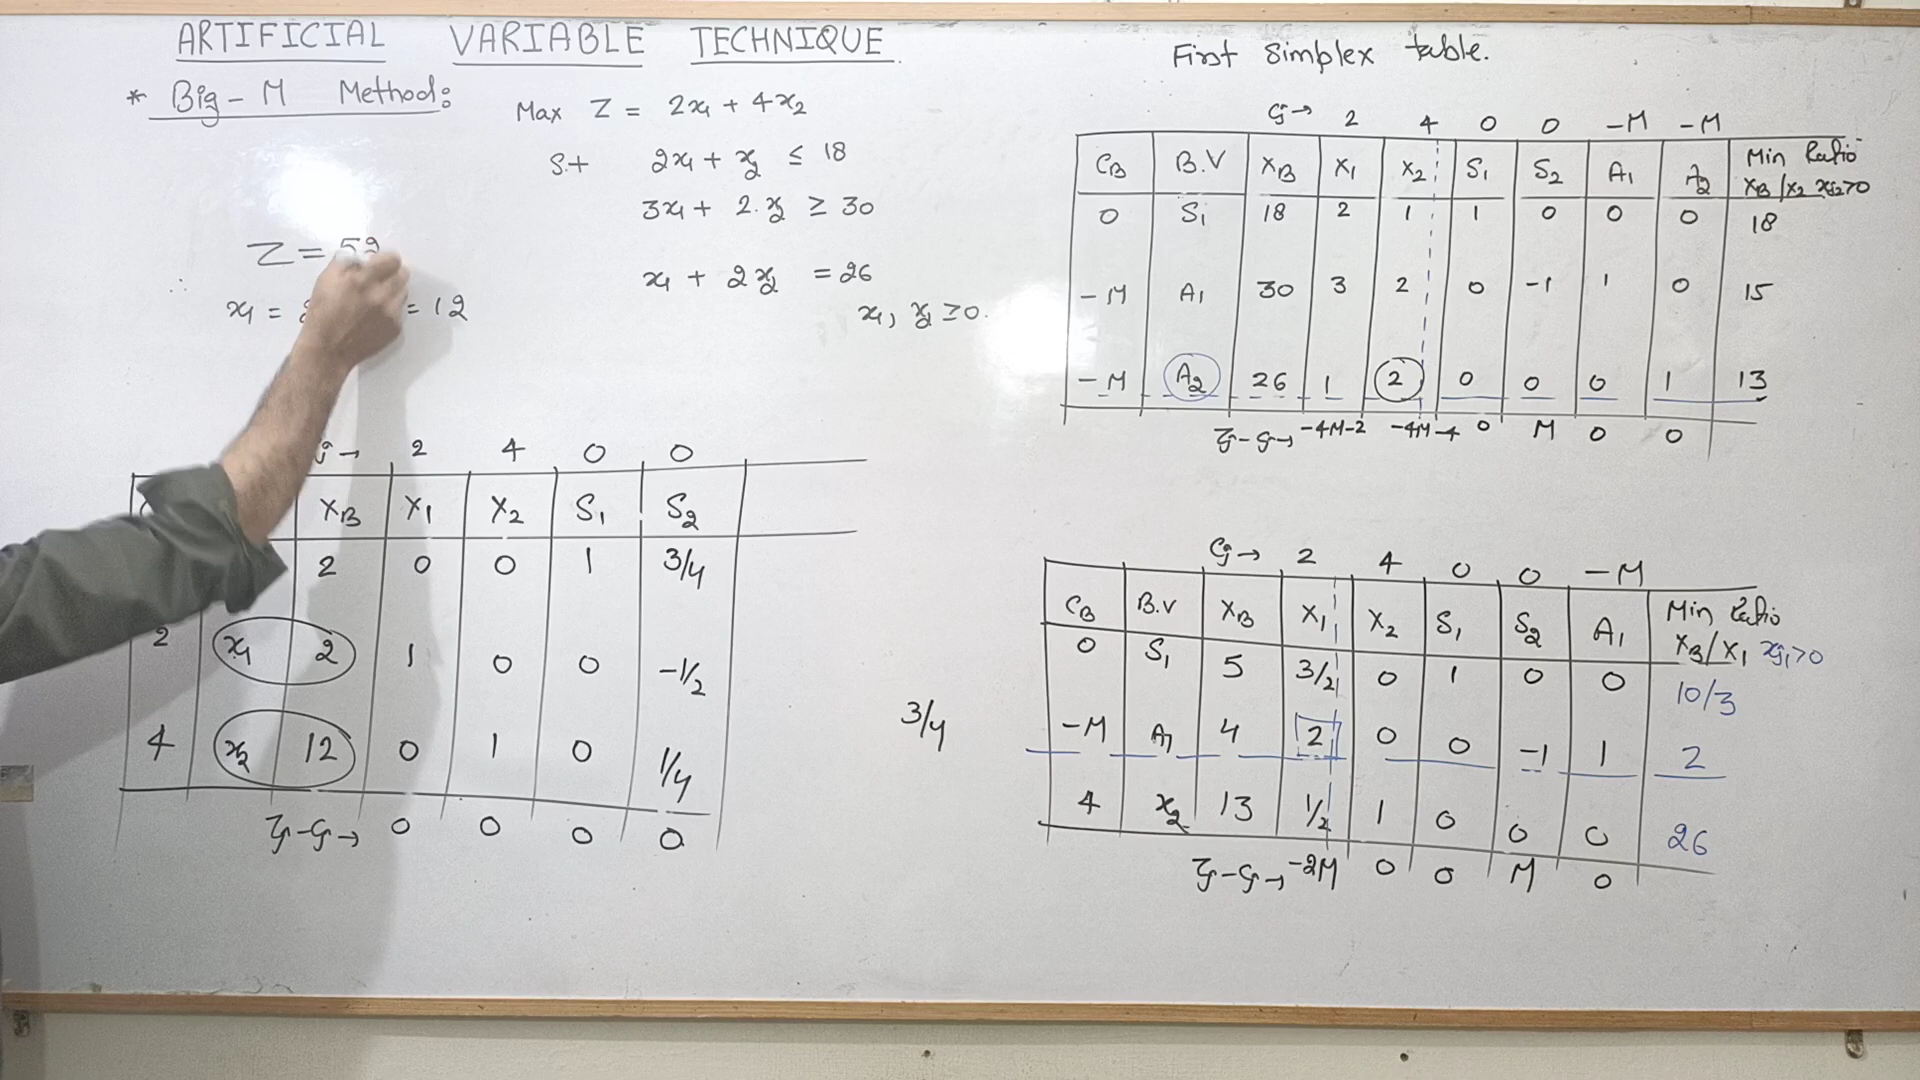 ARTIFICIAL VARIABLE TECHNIQUE
* Big-M Method:
Max Z = 2x₁ + 4x₂
S.t 2x₁ + x₂ ≤ 18
3x₁ + 2.x₂ ≥ 30
x₁ + 2x₂ = 26
x₁, x₂ ≥ 0.
Z = 52
∴ x₁ = = 12
Cj → 2 4 0 0
XB X₁ X₂ S₁ S₂
2 0 0 1 3/4
2 x₁ 2 1 0 0 -1/2
4 x₂ 12 0 1 0 1/4
Zj-Cj → 0 0 0 0
3/4
First Simplex table.
Cj → 2 4 0 0 -M -M
CB B.V XB X₁ X₂ S₁ S₂ A₁ A₂ Min Ratio XB/X₂ xj₂>0
0 S₁ 18 2 1 1 0 0 0 18
-M A₁ 30 3 2 0 -1 1 0 15
-M A₂ 26 1 2 0 0 0 1 13
Zj-Cj → -4M-2 -4M-4 0 M 0 0
Cj → 2 4 0 0 -M
CB B.V XB X₁ X₂ S₁ S₂ A₁ Min Ratio XB/X₁ xj₁>0
0 S₁ 5 3/2 0 1 0 0 10/3
-M A₁ 4 2 0 0 -1 1 2
4 x₂ 13 1/2 1 0 0 0 26
Zj-Cj → -2M 0 0 M 0